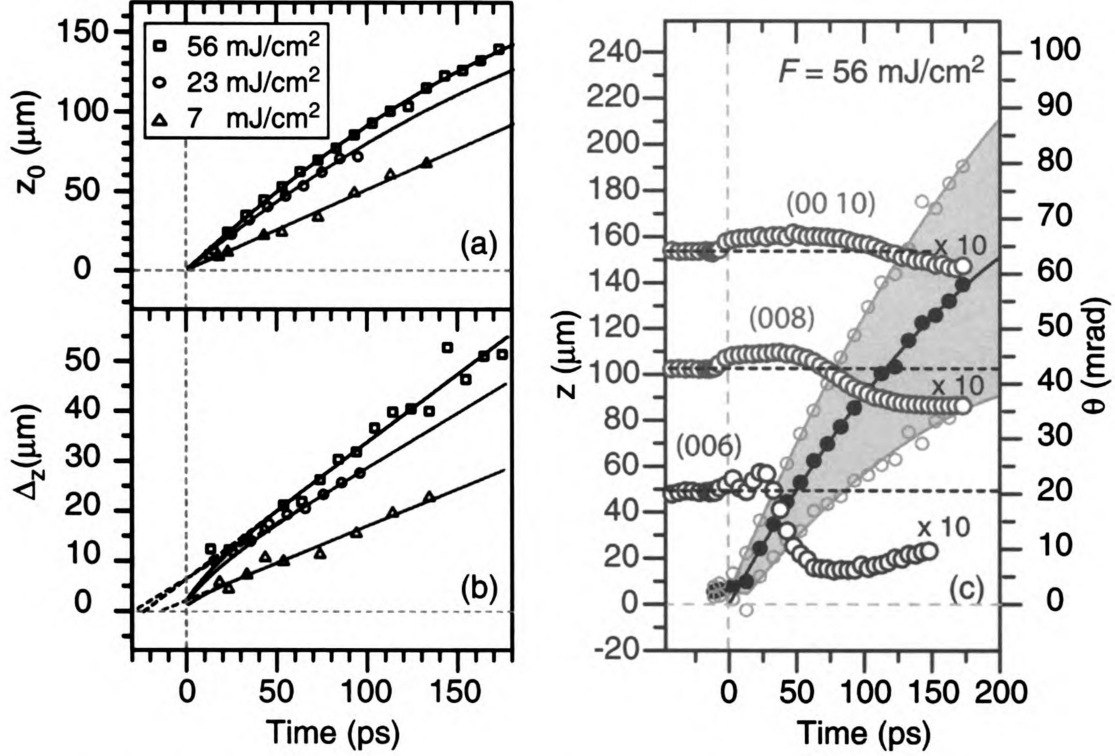 150
100
50
0
z0 (μm)
56 mJ/cm2
23 mJ/cm2
7 mJ/cm2
(a)
50
40
30
20
10
0
Δz(μm)
(b)
0 50 100 150
Time (ps)
240
220
200
180
160
140
120
100
80
60
40
20
0
-20
z (μm)
F = 56 mJ/cm2
(00 10)
x 10
(008)
x 10
(006)
x 10
(c)
100
90
80
70
60
50
40
30
20
10
0
θ (mrad)
0 50 100 150 200
Time (ps)